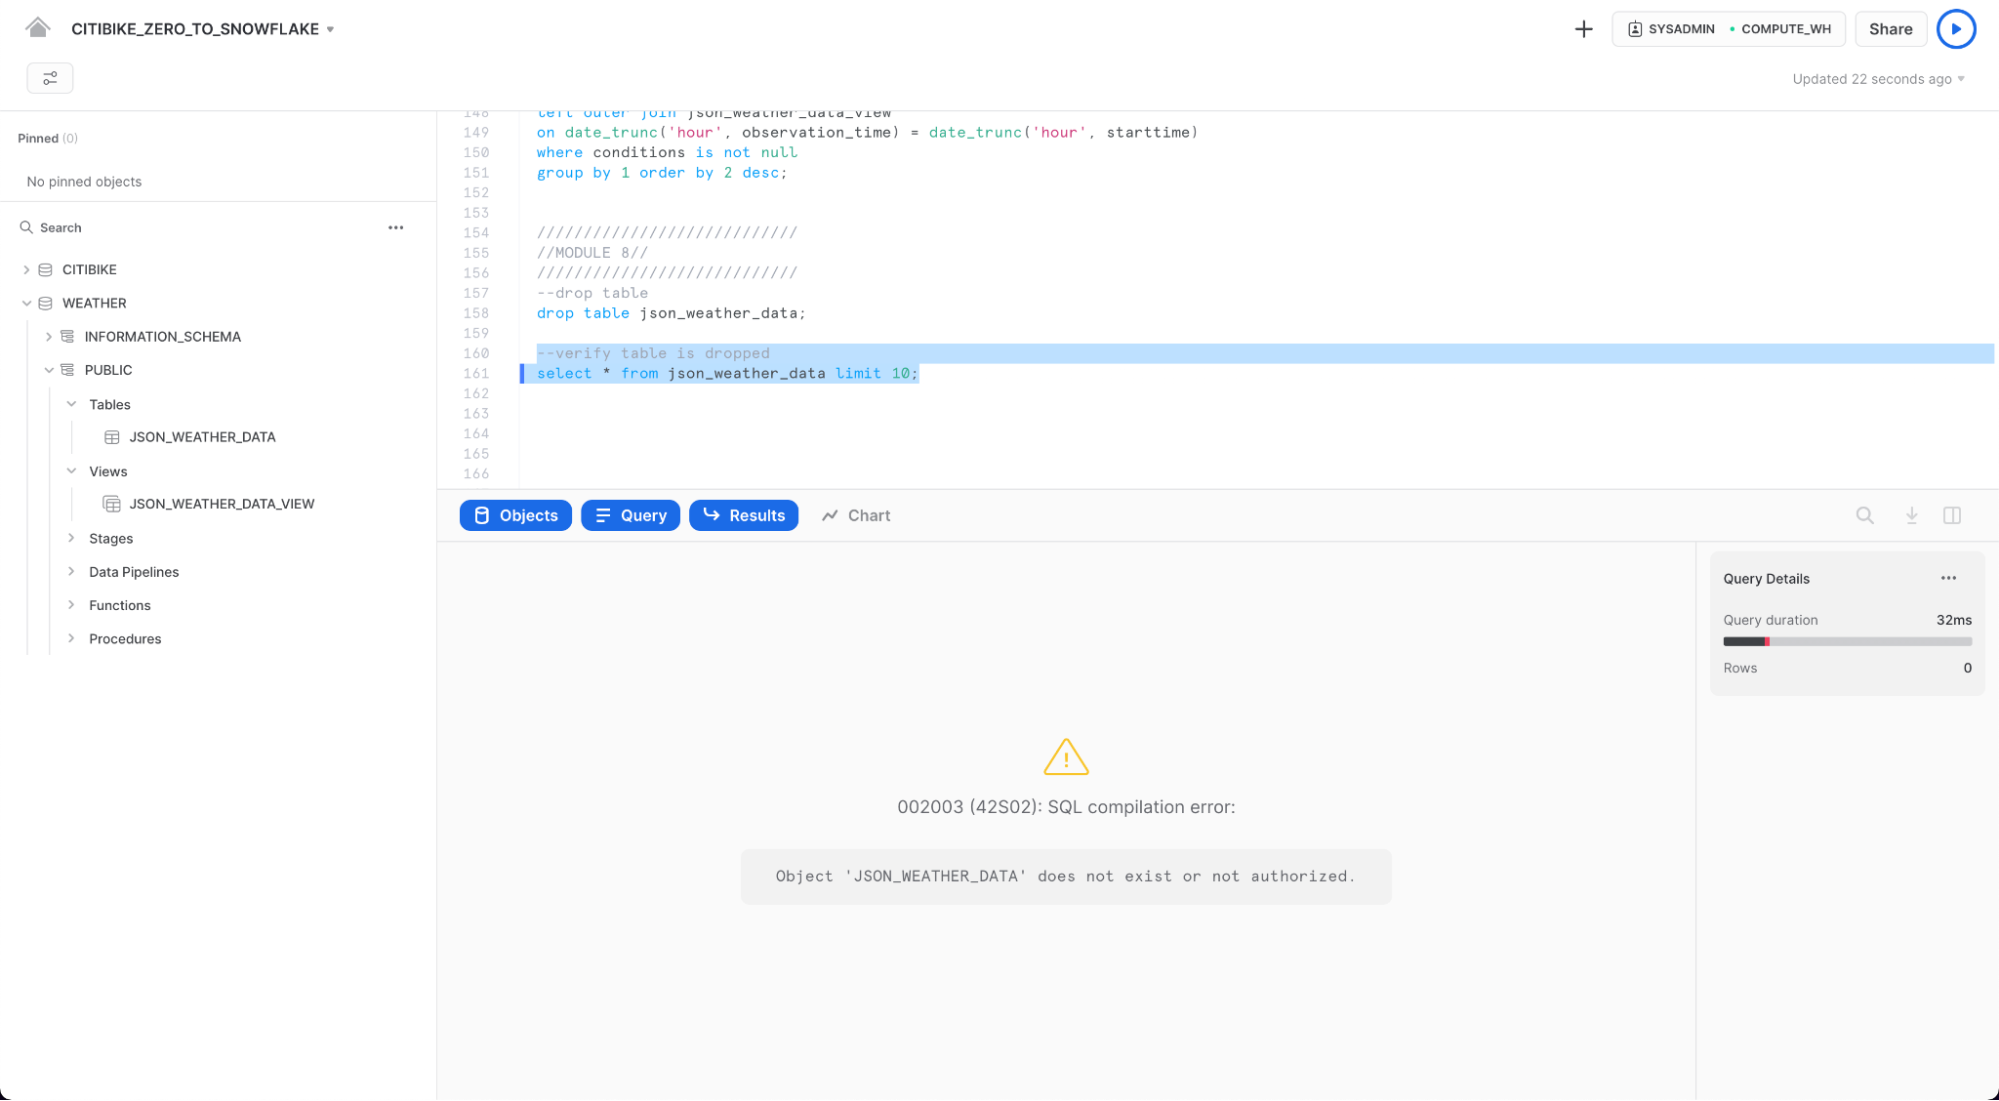 CITIBIKE_ZERO_TO_SNOWFLAKE
SYSADMIN • COMPUTE_WH
Share
Updated 22 seconds ago
Pinned (0)
No pinned objects
Search
CITIBIKE
WEATHER
INFORMATION_SCHEMA
PUBLIC
Tables
JSON_WEATHER_DATA
Views
JSON_WEATHER_DATA_VIEW
Stages
Data Pipelines
Functions
Procedures
148 left outer join json_weather_data_view
149 on date_trunc('hour', observation_time) = date_trunc('hour', starttime)
150 where conditions is not null
151 group by 1 order by 2 desc;
152
153
154 ////////////////////////////
155 //MODULE 8//
156 ////////////////////////////
157 --drop table
158 drop table json_weather_data;
159
160 --verify table is dropped
161 select * from json_weather_data limit 10;
162
163
164
165
166
Objects
Query
Results
Chart
002003 (42S02): SQL compilation error:
Object 'JSON_WEATHER_DATA' does not exist or not authorized.
Query Details
Query duration 32ms
Rows 0